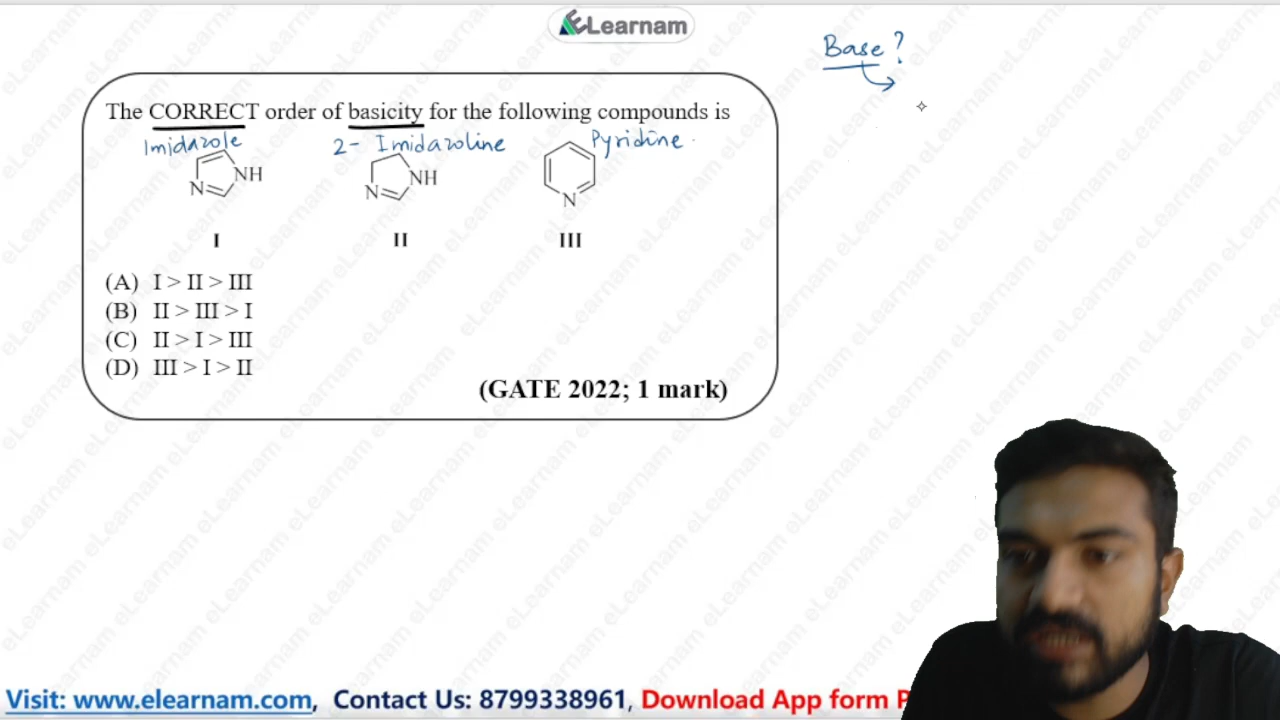 eLearnam
Base ?
The CORRECT order of basicity for the following compounds is
Imidazole 2- Imidazoline Pyridine.
N NH N NH N
I II III
(A) I > II > III
(B) II > III > I
(C) II > I > III
(D) III > I > II
(GATE 2022; 1 mark)
Visit: www.elearnam.com, Contact Us: 8799338961, Download App form P